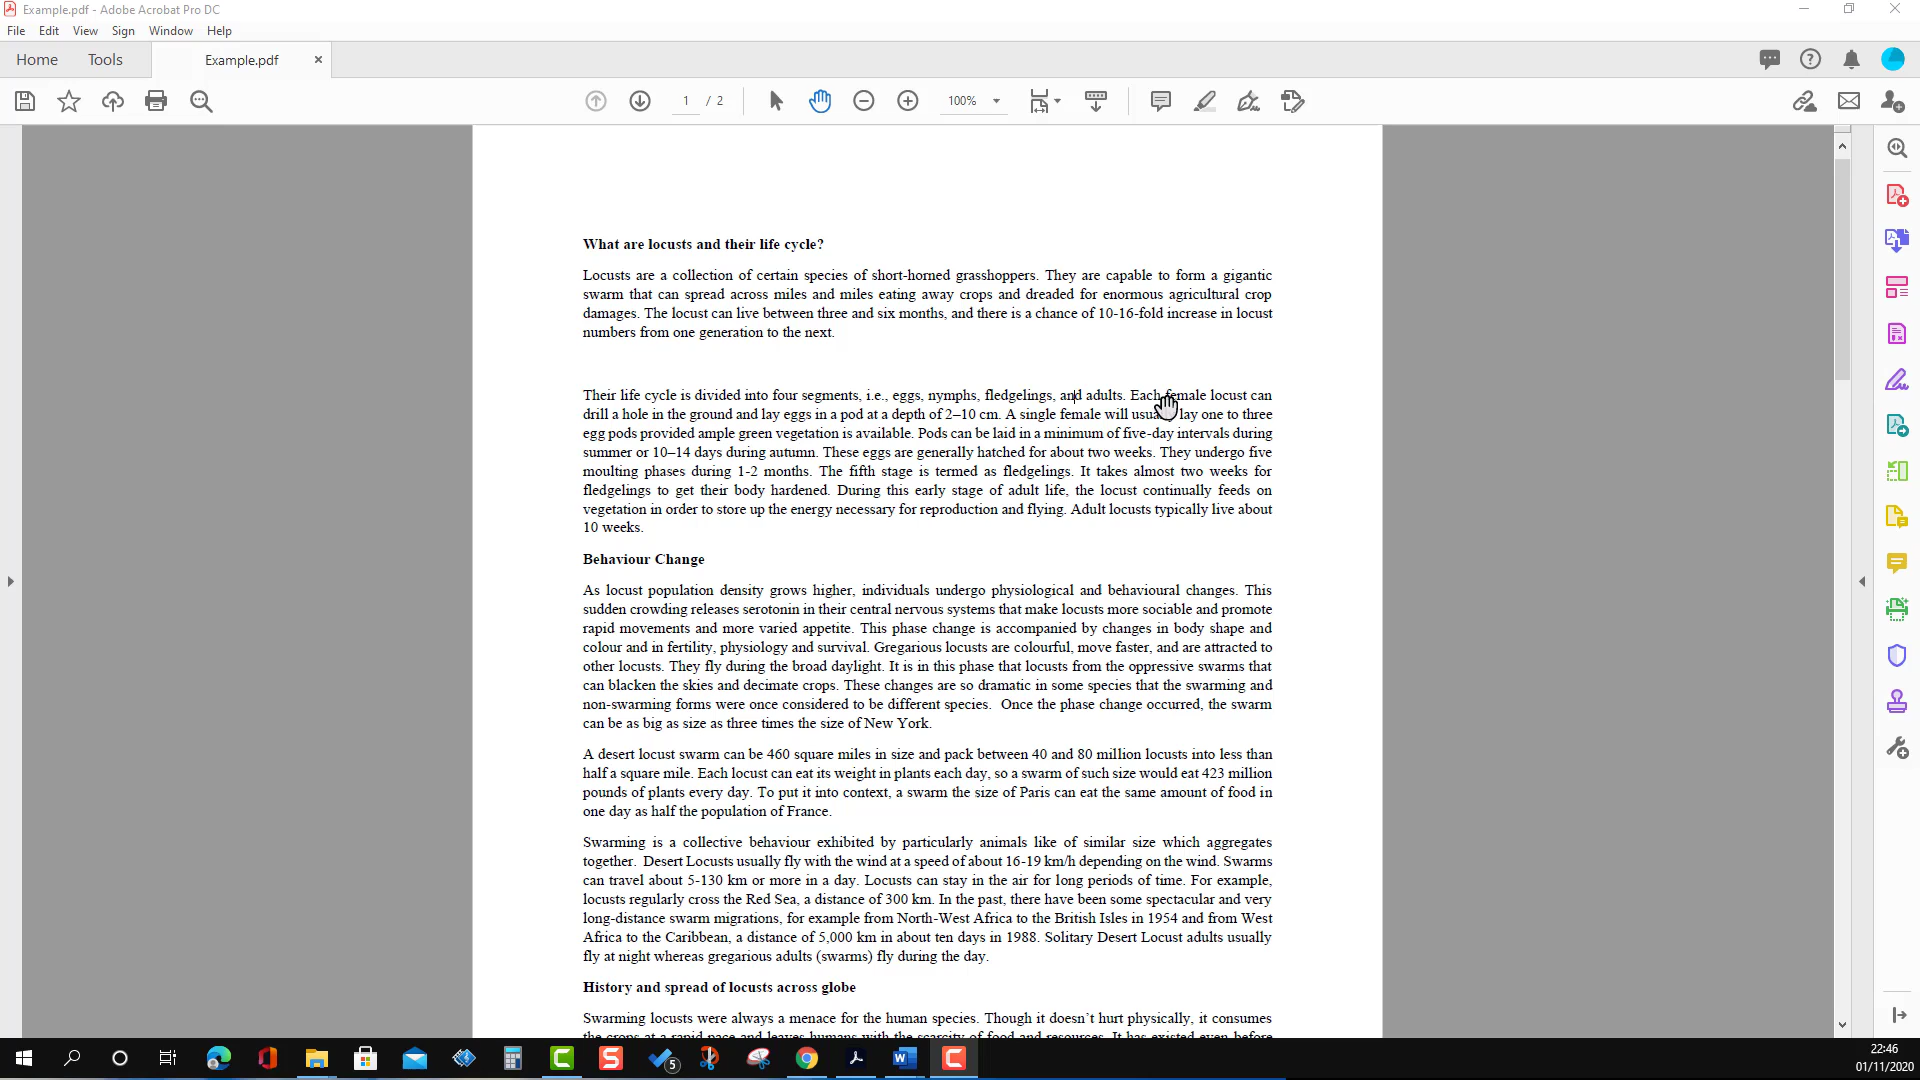 Example.pdf - Adobe Acrobat Pro DC
File Edit View Sign Window Help
Home Tools Example.pdf
1 / 2 100%
What are locusts and their life cycle?
Locusts are a collection of certain species of short-horned grasshoppers. They are capable to form a gigantic
swarm that can spread across miles and miles eating away crops and dreaded for enormous agricultural crop
damages. The locust can live between three and six months, and there is a chance of 10-16-fold increase in locust
numbers from one generation to the next.
Their life cycle is divided into four segments, i.e., eggs, nymphs, fledgelings, and adults. Each female locust can
drill a hole in the ground and lay eggs in a pod at a depth of 2–10 cm. A single female will usually lay one to three
egg pods provided ample green vegetation is available. Pods can be laid in a minimum of five-day intervals during
summer or 10–14 days during autumn. These eggs are generally hatched for about two weeks. They undergo five
moulting phases during 1-2 months. The fifth stage is termed as fledgelings. It takes almost two weeks for
fledgelings to get their body hardened. During this early stage of adult life, the locust continually feeds on
vegetation in order to store up the energy necessary for reproduction and flying. Adult locusts typically live about
10 weeks.
Behaviour Change
As locust population density grows higher, individuals undergo physiological and behavioural changes. This
sudden crowding releases serotonin in their central nervous systems that make locusts more sociable and promote
rapid movements and more varied appetite. This phase change is accompanied by changes in body shape and
colour and in fertility, physiology and survival. Gregarious locusts are colourful, move faster, and are attracted to
other locusts. They fly during the broad daylight. It is in this phase that locusts from the oppressive swarms that
can blacken the skies and decimate crops. These changes are so dramatic in some species that the swarming and
non-swarming forms were once considered to be different species. Once the phase change occurred, the swarm
can be as big as size as three times the size of New York.
A desert locust swarm can be 460 square miles in size and pack between 40 and 80 million locusts into less than
half a square mile. Each locust can eat its weight in plants each day, so a swarm of such size would eat 423 million
pounds of plants every day. To put it into context, a swarm the size of Paris can eat the same amount of food in
one day as half the population of France.
Swarming is a collective behaviour exhibited by particularly animals like of similar size which aggregates
together. Desert Locusts usually fly with the wind at a speed of about 16-19 km/h depending on the wind. Swarms
can travel about 5-130 km or more in a day. Locusts can stay in the air for long periods of time. For example,
locusts regularly cross the Red Sea, a distance of 300 km. In the past, there have been some spectacular and very
long-distance swarm migrations, for example from North-West Africa to the British Isles in 1954 and from West
Africa to the Caribbean, a distance of 5,000 km in about ten days in 1988. Solitary Desert Locust adults usually
fly at night whereas gregarious adults (swarms) fly during the day.
History and spread of locusts across globe
Swarming locusts were always a menace for the human species. Though it doesn't hurt physically, it consumes
the crops at a rapid pace and leaves humans with the scarcity of food and resources. It has existed even before
5
22:46
01/11/2020